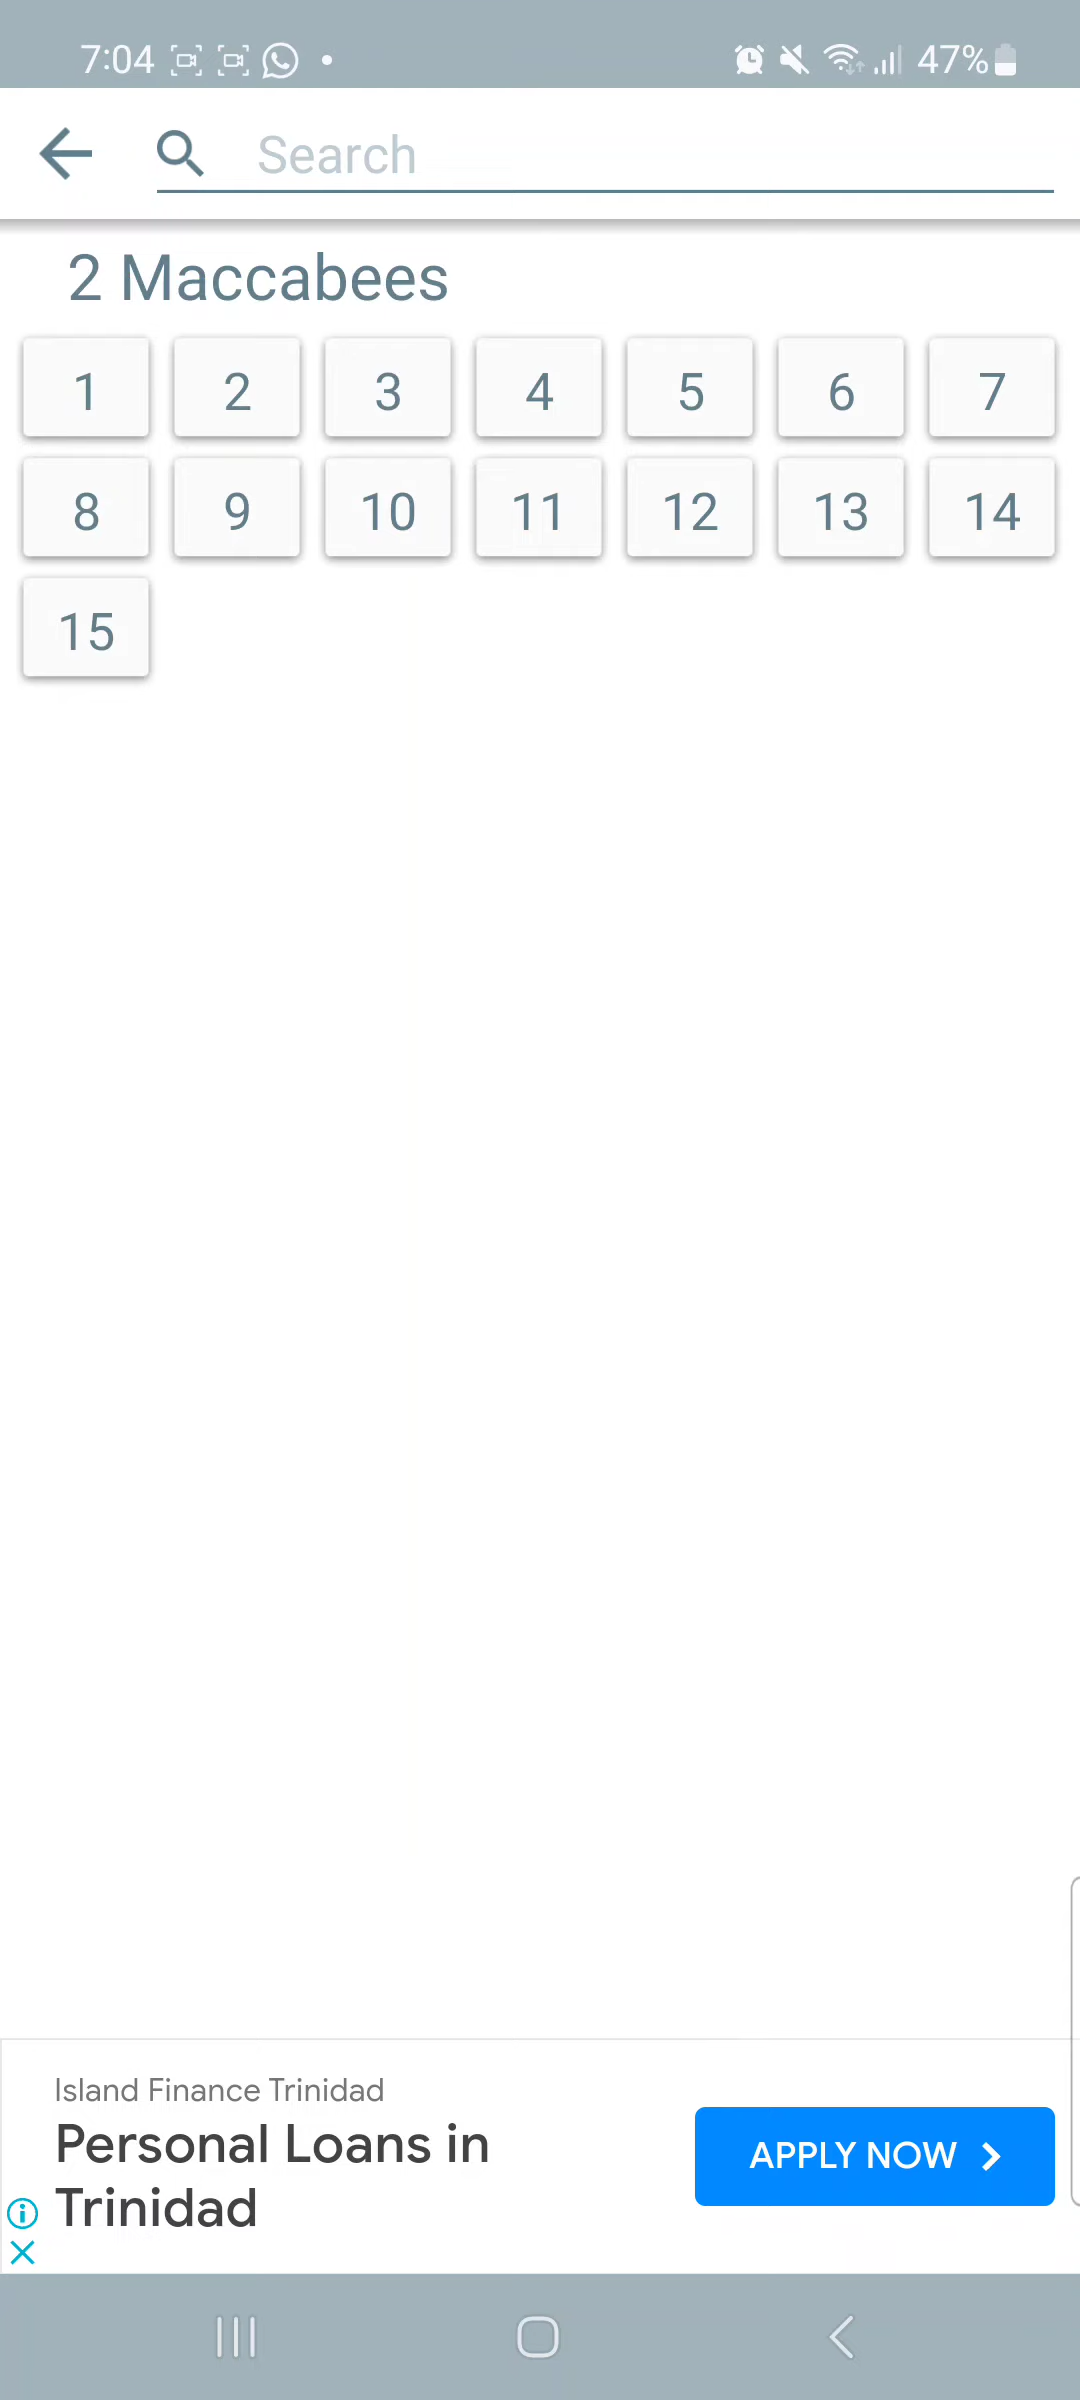 7:04 47%
Search
2 Maccabees
1 2 3 4 5 6 7
8 9 10 11 12 13 14
15
Island Finance Trinidad
Personal Loans in
Trinidad
APPLY NOW